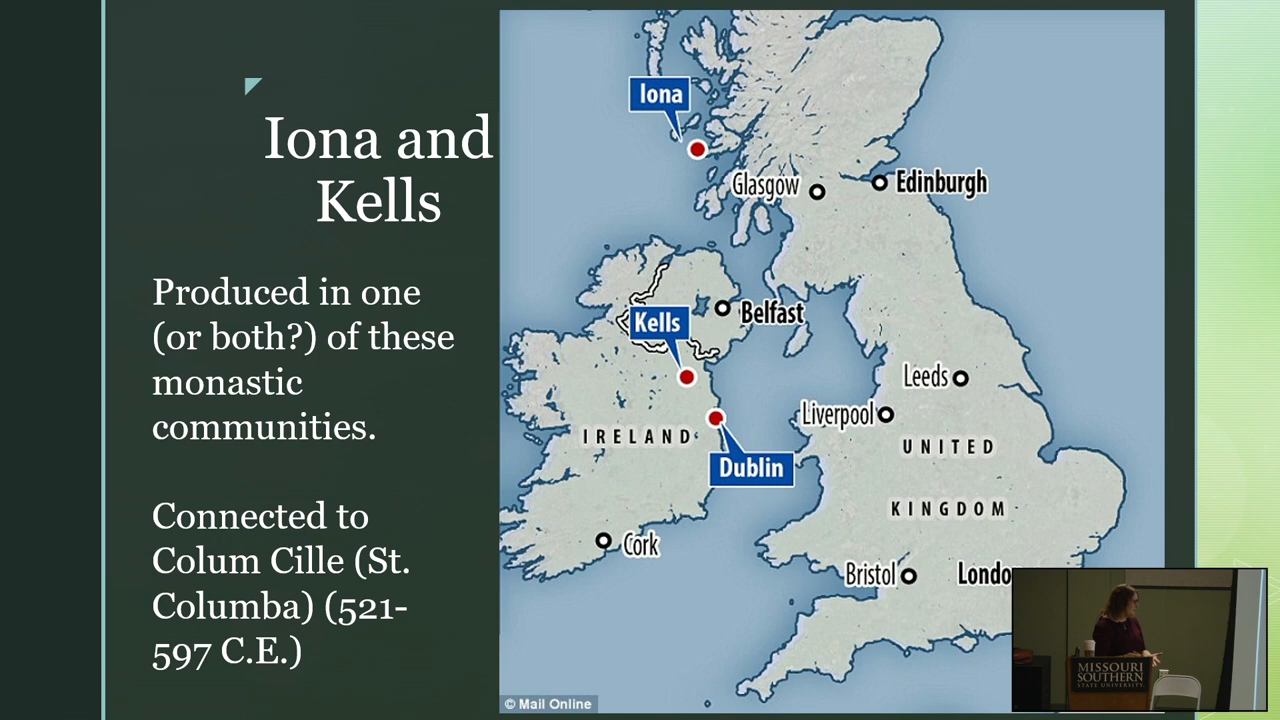 Iona and
Kells
Produced in one
(or both?) of these
monastic
communities.
Connected to
Colum Cille (St.
Columba) (521-
597 C.E.)
Iona
Glasgow
Edinburgh
Belfast
Kells
Leeds
Liverpool
IRELAND
UNITED
KINGDOM
Dublin
Cork
Bristol
Londo
© Mail Online
MISSOURI
SOUTHERN
STATE UNIVERSITY